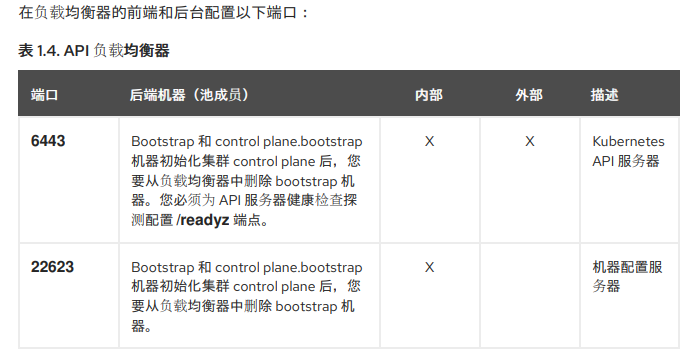 在负载均衡器的前端和后台配置以下端口：
表 1.4. API 负载均衡器
端口 后端机器（池成员） 内部 外部 描述
6443 Bootstrap 和 control plane.bootstrap X X Kubernetes
机器初始化集群 control plane 后，您 API 服务器
要从负载均衡器中删除 bootstrap 机
器。您必须为 API 服务器健康检查探
测配置 /readyz 端点。
22623 Bootstrap 和 control plane.bootstrap X 机器配置服
机器初始化集群 control plane 后，您 务器
要从负载均衡器中删除 bootstrap 机
器。